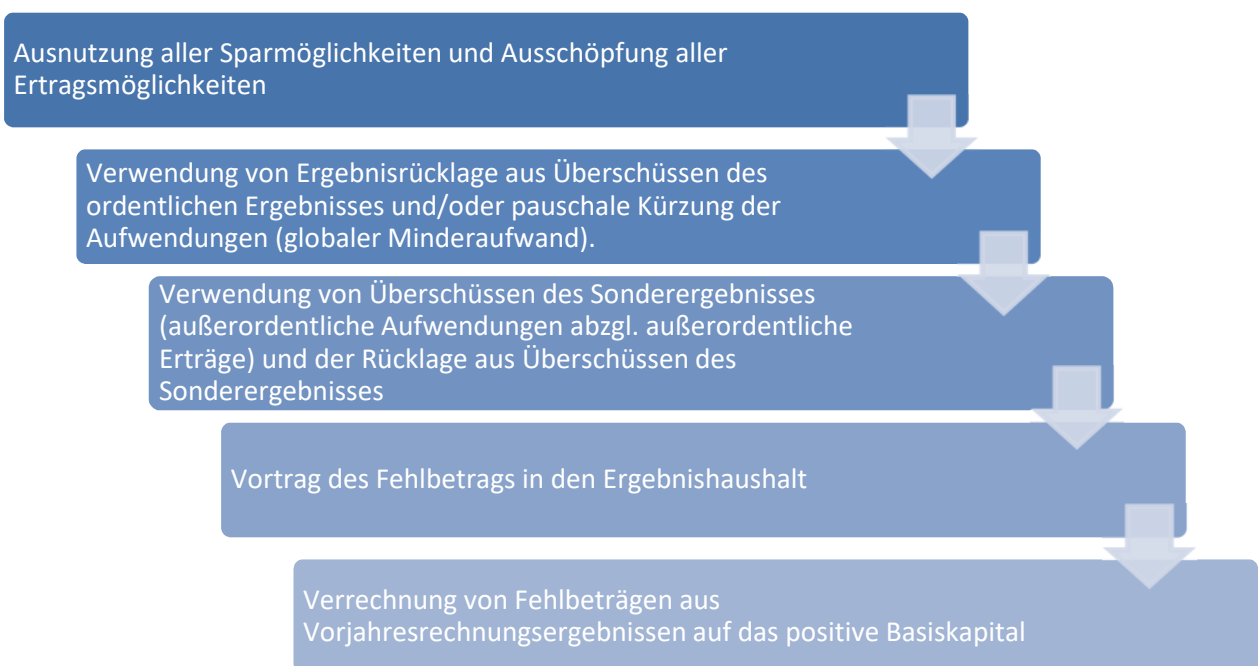 Ausnutzung aller Sparmöglichkeiten und Ausschöpfung aller
Ertragsmöglichkeiten
Verwendung von Ergebnisrücklage aus Überschüssen des
ordentlichen Ergebnisses und/oder pauschale Kürzung der
Aufwendungen (globaler Minderaufwand).
Verwendung von Überschüssen des Sonderergebnisses
(außerordentliche Aufwendungen abzgl. außerordentliche
Erträge) und der Rücklage aus Überschüssen des
Sonderergebnisses
Vortrag des Fehlbetrags in den Ergebnishaushalt
Verrechnung von Fehlbeträgen aus
Vorjahresrechnungsergebnissen auf das positive Basiskapital